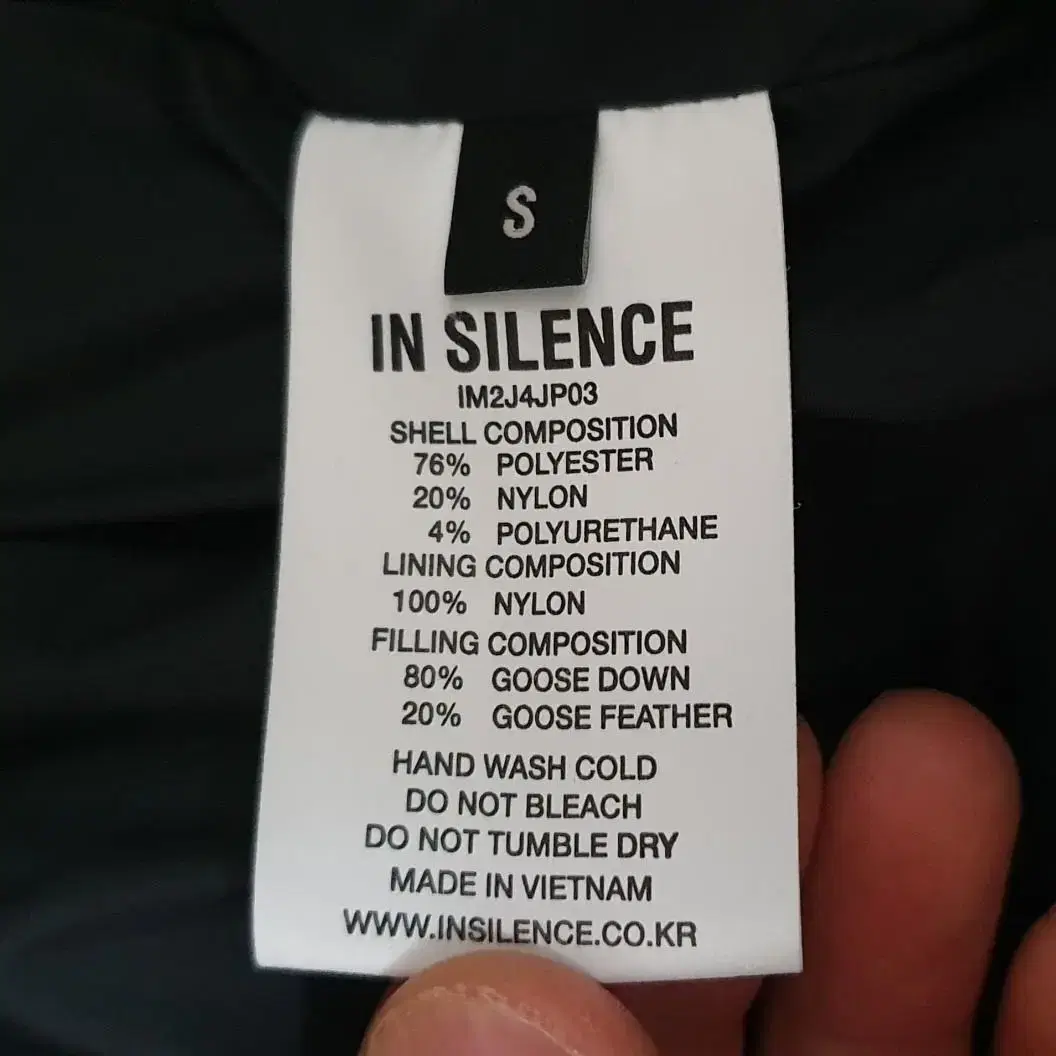 S
IN SILENCE
IM2J4JP03
SHELL COMPOSITION
76% POLYESTER
20% NYLON
4% POLYURETHANE
LINING COMPOSITION
100% NYLON
FILLING COMPOSITION
80% GOOSE DOWN
20% GOOSE FEATHER
HAND WASH COLD
DO NOT BLEACH
DO NOT TUMBLE DRY
MADE IN VIETNAM
WWW.INSILENCE.CO.KR